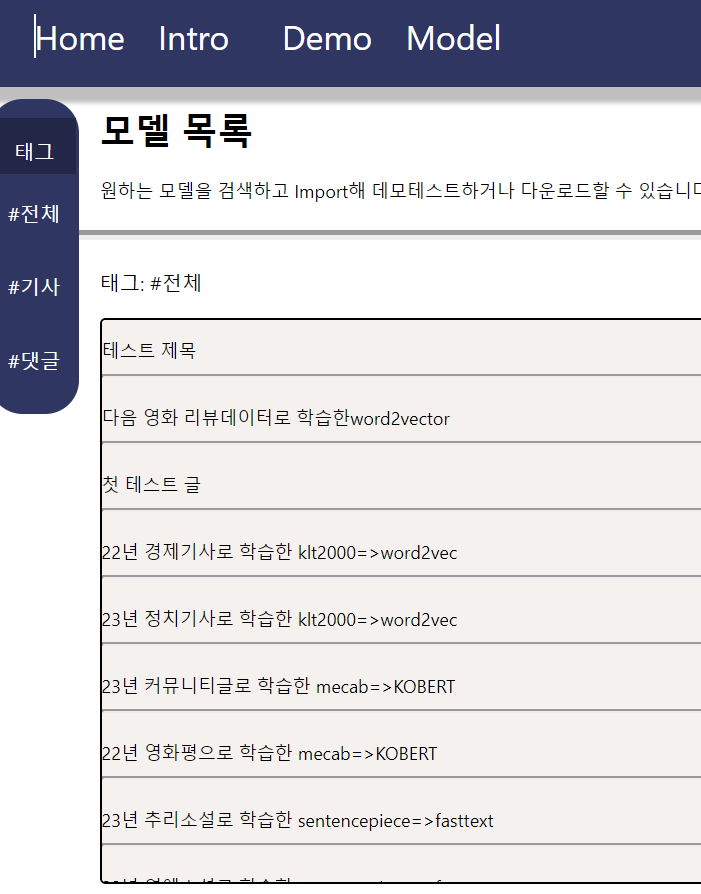 Home Intro Demo Model
모델 목록
태그
원하는 모델을 검색하고 Import해 데모테스트하거나 다운로드할 수 있습니다
#전체
태그: #전체
#기사
테스트 제목
#댓글
다음 영화 리뷰데이터로 학습한word2vector
첫 테스트 글
22년 경제기사로 학습한 klt2000=>word2vec
23년 정치기사로 학습한 klt2000=>word2vec
23년 커뮤니티글로 학습한 mecab=>KOBERT
22년 영화평으로 학습한 mecab=>KOBERT
23년 추리소설로 학습한 sentencepiece=>fasttext